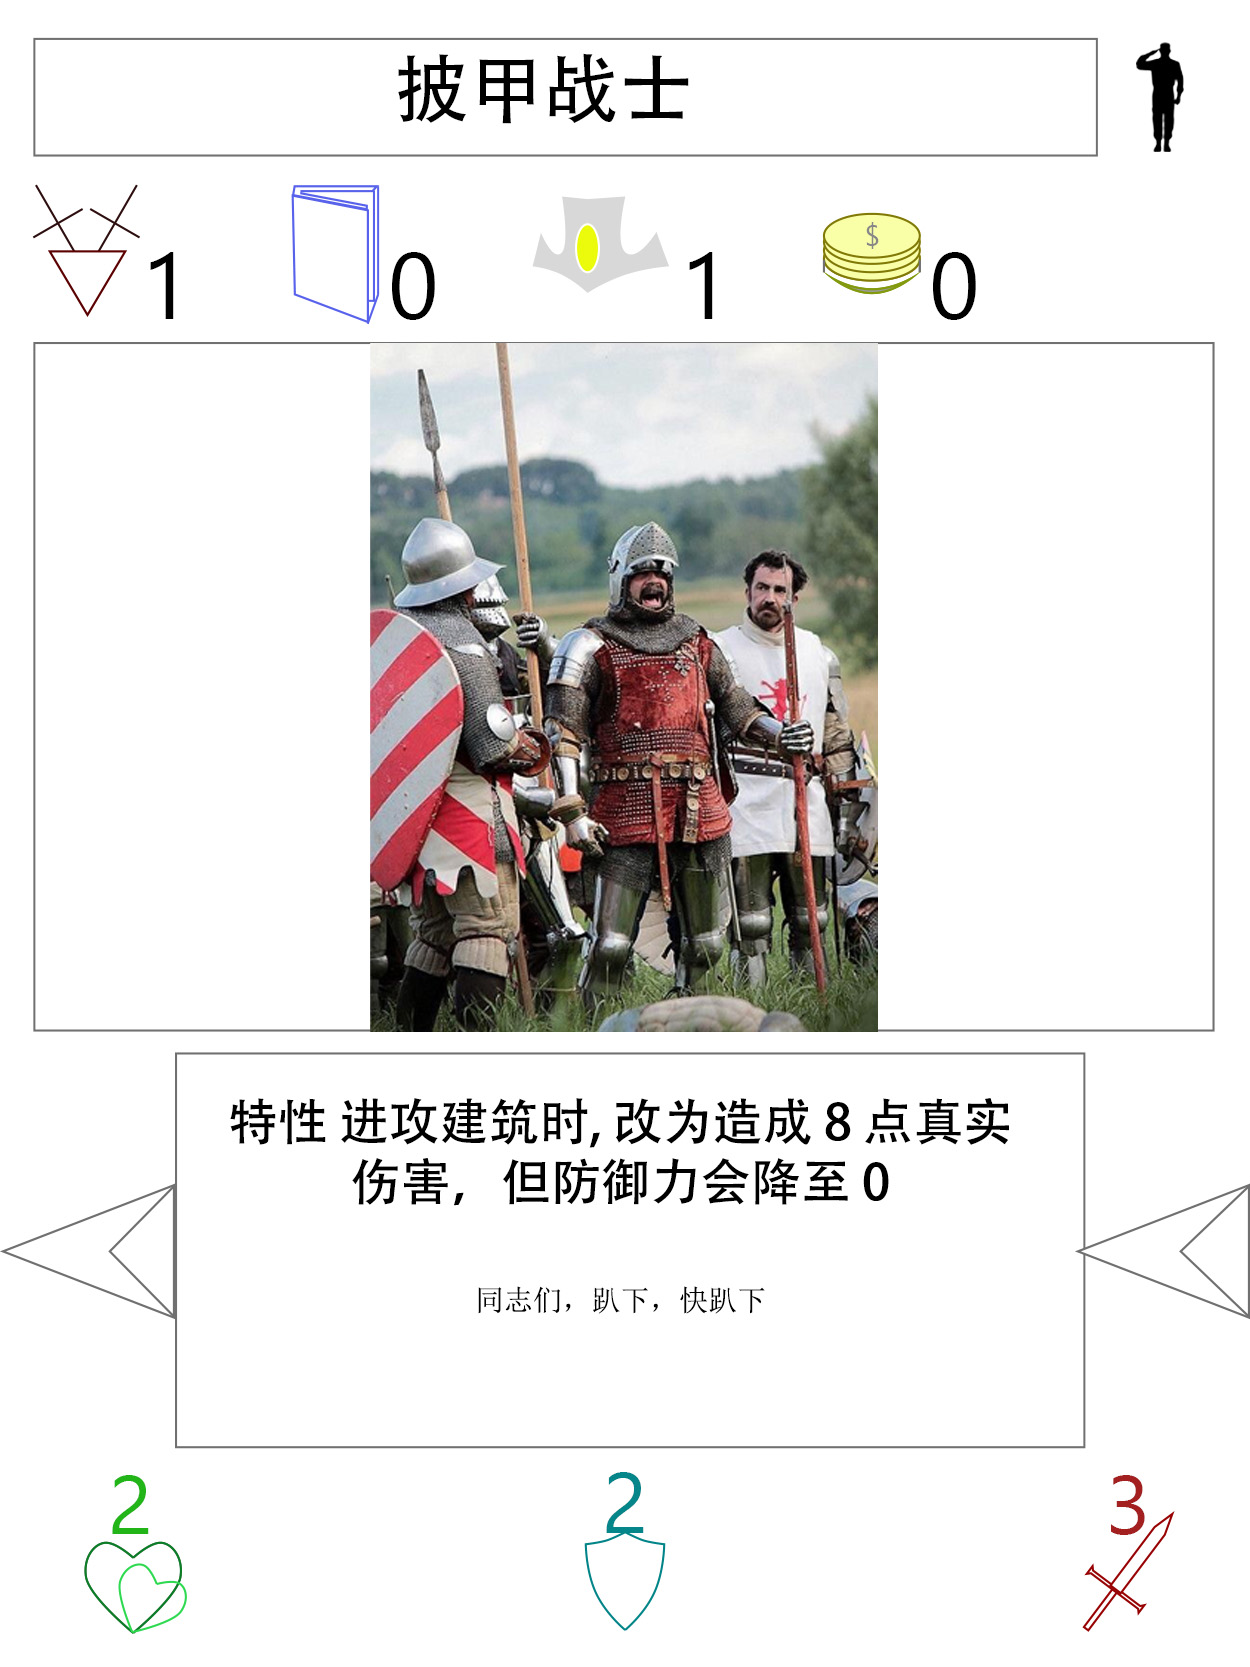 披甲战士
1 0 1 $ 0
特性 进攻建筑时, 改为造成 8 点真实
伤害，但防御力会降至 0
同志们，趴下，快趴下
2 2 3